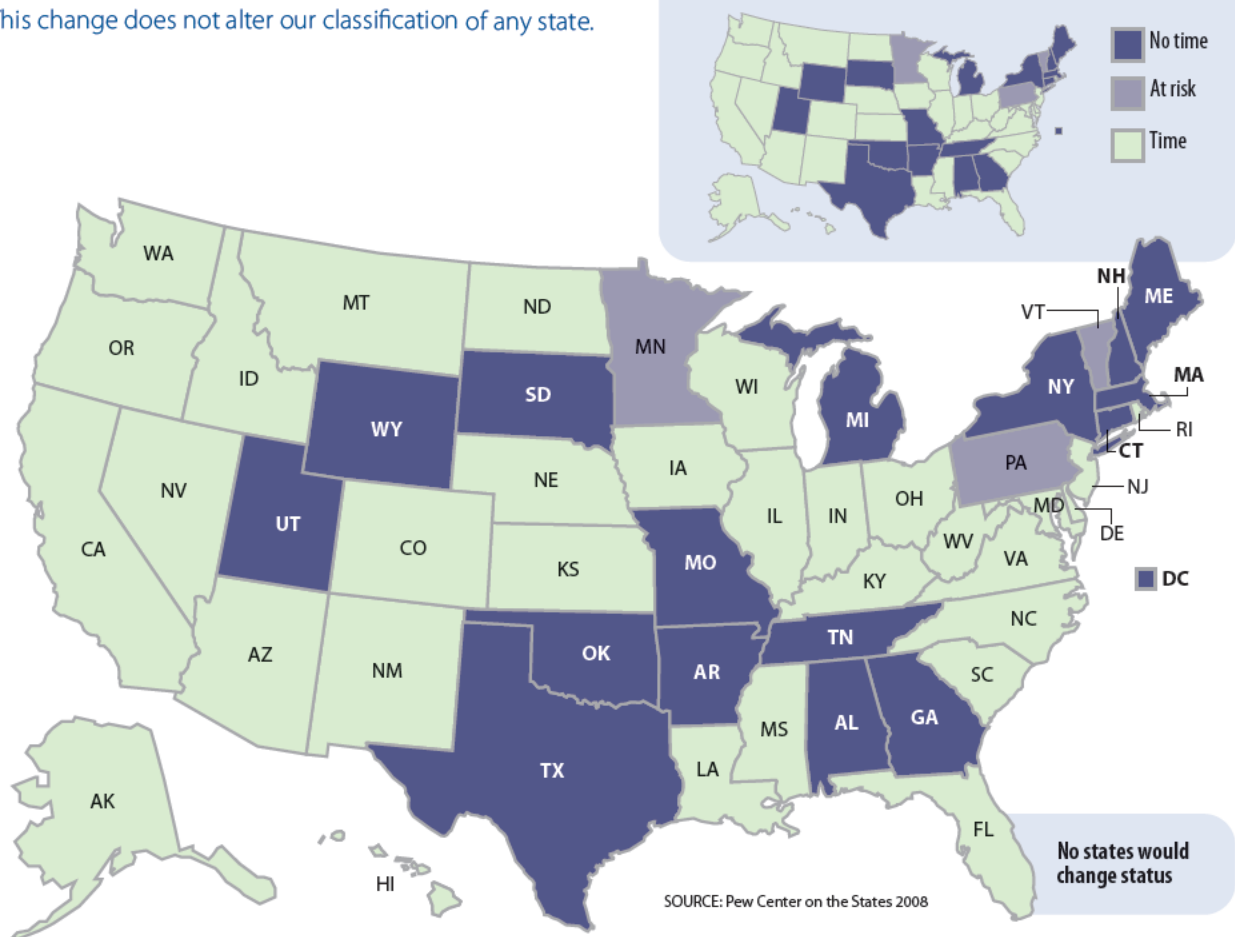 his change does not alter our classification of any state.
No time
At risk
Time
WA
MT
ND
MN
OR
ID
SD
WI
WY
MI
NY
VT
NH
ME
MA
RI
CT
NV
UT
CO
NE
IA
IL
IN
OH
PA
NJ
MD
DE
CA
KS
MO
KY
WV
VA
DC
AZ
NM
OK
AR
TN
NC
SC
TX
LA
MS
AL
GA
AK
HI
FL
No states would
change status
SOURCE: Pew Center on the States 2008